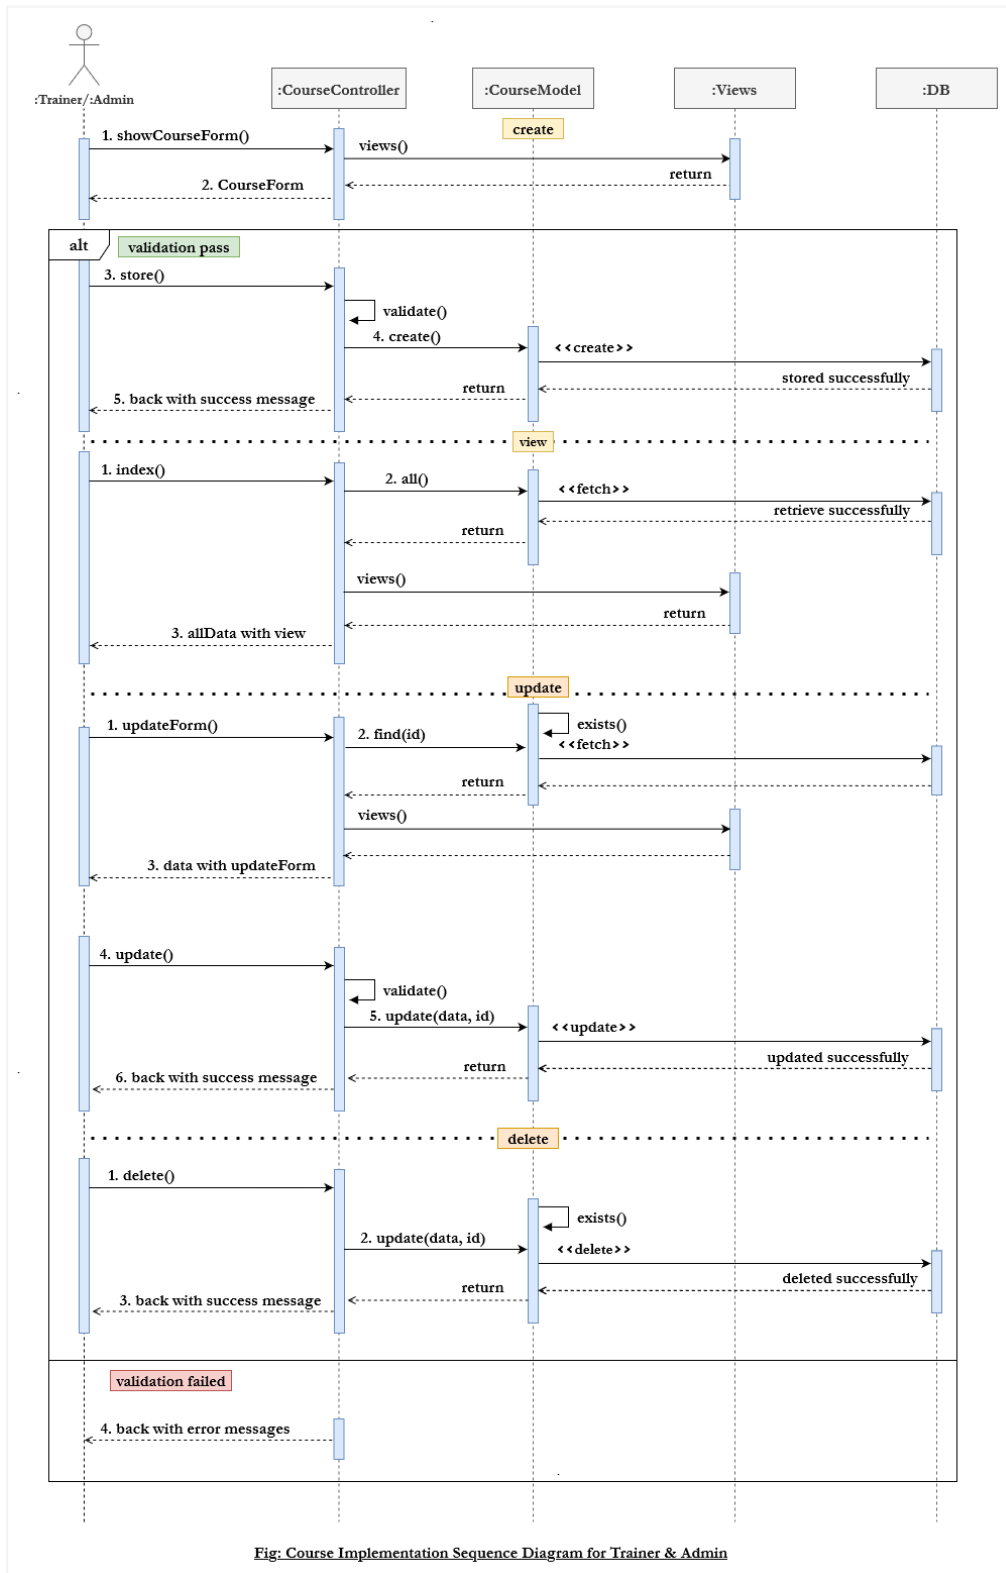 :Trainer/:Admin
:CourseController
:CourseModel
:Views
:DB
create
1. showCourseForm()
views()
return
2. CourseForm
alt
validation pass
3. store()
validate()
4. create()
<<create>>
stored successfully
return
5. back with success message
view
1. index()
2. all()
<<fetch>>
retrieve successfully
return
views()
return
3. allData with view
update
1. updateForm()
exists()
2. find(id)
<<fetch>>
return
views()
3. data with updateForm
4. update()
validate()
5. update(data, id)
<<update>>
updated successfully
return
6. back with success message
delete
1. delete()
exists()
2. update(data, id)
<<delete>>
deleted successfully
return
3. back with success message
validation failed
4. back with error messages
Fig: Course Implementation Sequence Diagram for Trainer & Admin